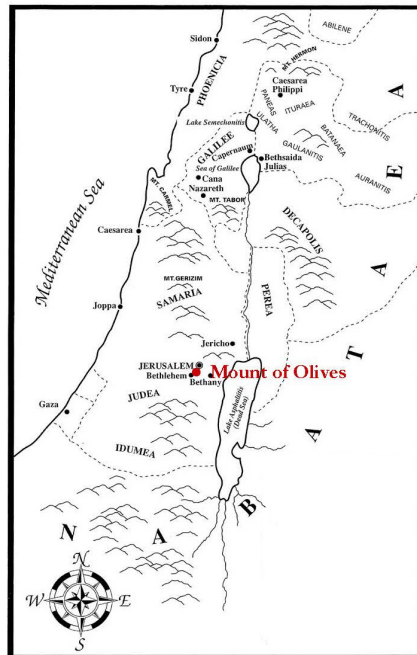 ABILENE
Sidon
MT. HERMON
PHOENICIA
Caesarea
Philippi
Tyre
PANEAS
ITURAEA
A
ULATHA
TRACHONITIS
Lake Semechonitis
BATANAEA
GALILEE
GAULANITIS
Capernaum
Bethsaida
Julias
Sea of Galilee
E
Cana
AURANITIS
Nazareth
MT. CARMEL
MT. TABOR
Mediterranean Sea
DECAPOLIS
Caesarea
MT.GERIZIM
A
SAMARIA
PEREA
Joppa
Jericho
T
JERUSALEM
Mount of Olives
Bethlehem
Bethany
JUDEA
Gaza
Lake Asphaltitis
(Dead Sea)
A
IDUMEA
B
N
A
N
W
E
S